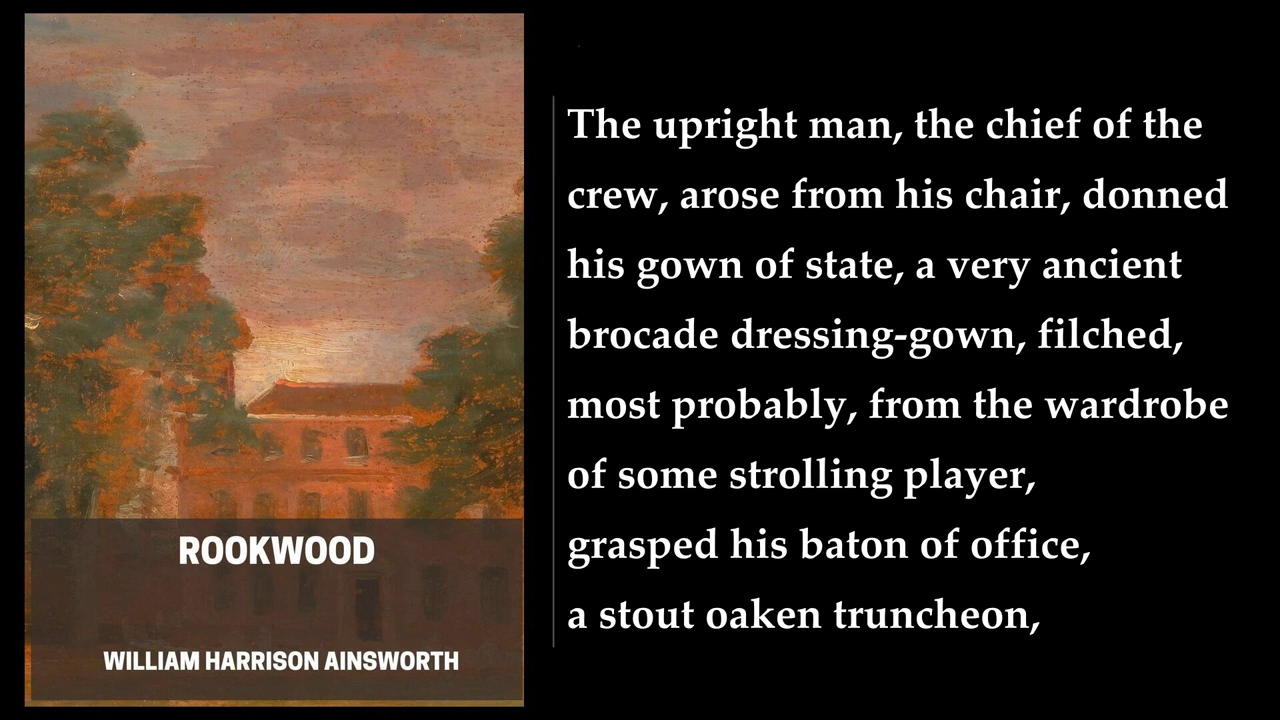 ROOKWOOD
WILLIAM HARRISON AINSWORTH
The upright man, the chief of the
crew, arose from his chair, donned
his gown of state, a very ancient
brocade dressing-gown, filched,
most probably, from the wardrobe
of some strolling player,
grasped his baton of office,
a stout oaken truncheon,